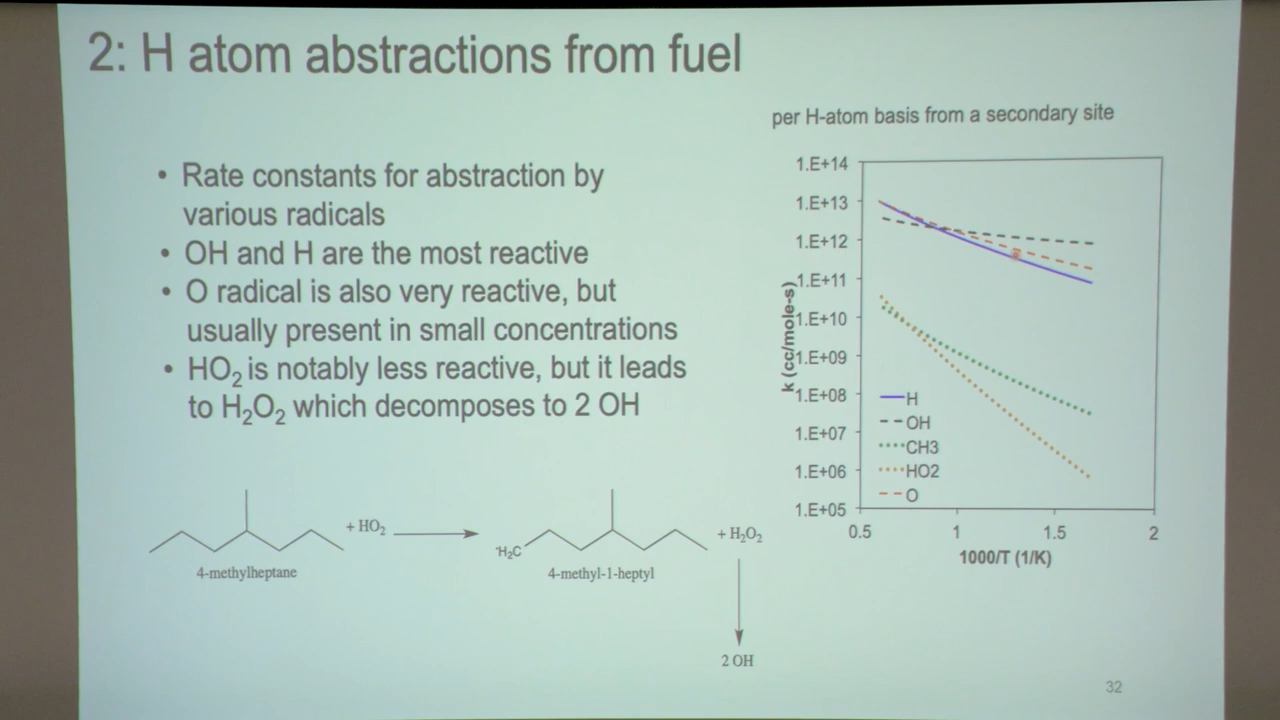 2: H atom abstractions from fuel
per H-atom basis from a secondary site
• Rate constants for abstraction by
various radicals
• OH and H are the most reactive
• O radical is also very reactive, but
usually present in small concentrations
• HO2 is notably less reactive, but it leads
to H2O2 which decomposes to 2 OH
1.E+14
1.E+13
1.E+12
1.E+11
1.E+10
1.E+09
1.E+08
1.E+07
1.E+06
1.E+05
k (cc/mole-s)
H
OH
CH3
HO2
O
0.5 1 1.5 2
1000/T (1/K)
+ HO2
4-methylheptane
•H2C
4-methyl-1-heptyl
+ H2O2
2 OH
32